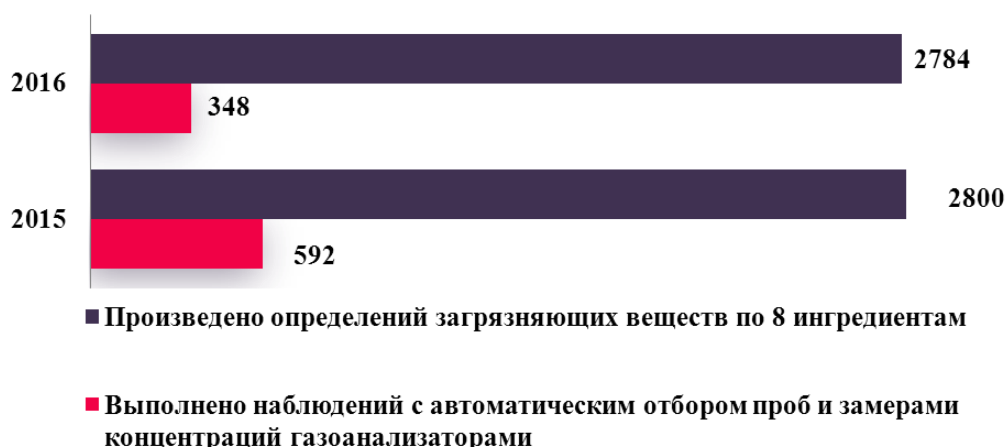 2016
2784
348
2015
2800
592
Произведено определений загрязняющих веществ по 8 ингредиентам
Выполнено наблюдений с автоматическим отбором проб и замерами
концентраций газоанализаторами